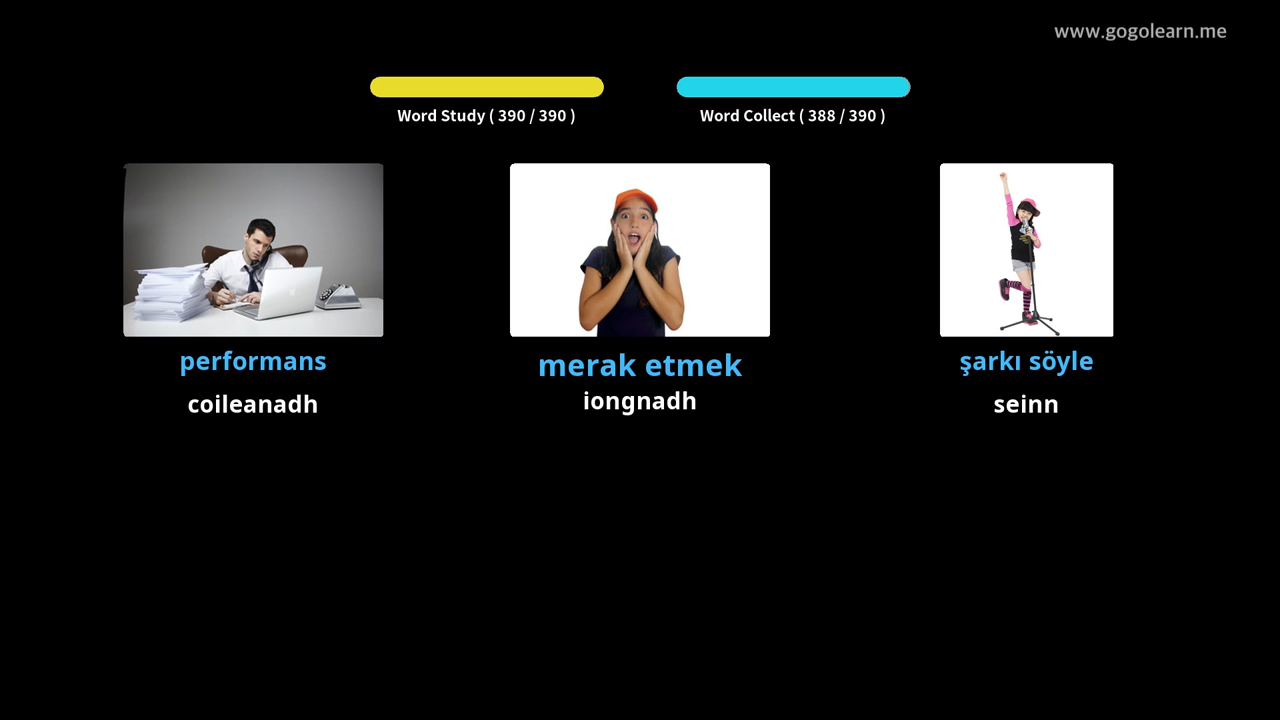 www.gogolearn.me
Word Study ( 390 / 390 )
Word Collect ( 388 / 390 )
performans
merak etmek
şarkı söyle
coileanadh
iongnadh
seinn